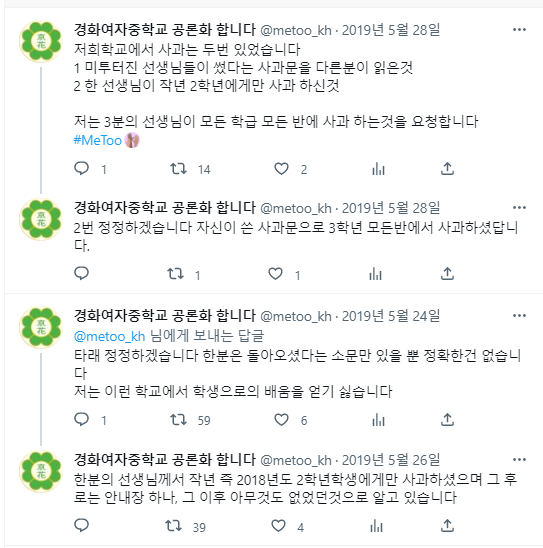 경화여자중학교 공론화 합니다 @metoo_kh · 2019년 5월 28일
저희학교에서 사과는 두번 있었습니다
1 미투터진 선생님들이 썼다는 사과문을 다른분이 읽은것
2 한 선생님이 작년 2학년에게만 사과 하신것
저는 3분의 선생님이 모든 학급 모든 반에 사과 하는것을 요청합니다
#MeToo
1 14 2
경화여자중학교 공론화 합니다 @metoo_kh · 2019년 5월 28일
2번 정정하겠습니다 자신이 쓴 사과문으로 3학년 모든반에서 사과하셨답니
다.
1 1
경화여자중학교 공론화 합니다 @metoo_kh · 2019년 5월 24일
@metoo_kh 님에게 보내는 답글
타래 정정하겠습니다 한분은 돌아오셨다는 소문만 있을 뿐 정확한건 없습니
다
저는 이런 학교에서 학생으로의 배움을 얻기 싫습니다
1 59 6
경화여자중학교 공론화 합니다 @metoo_kh · 2019년 5월 26일
한분의 선생님께서 작년 즉 2018년도 2학년학생에게만 사과하셨으며 그 후
로는 안내장 하나, 그 이후 아무것도 없었던것으로 알고 있습니다
39 4